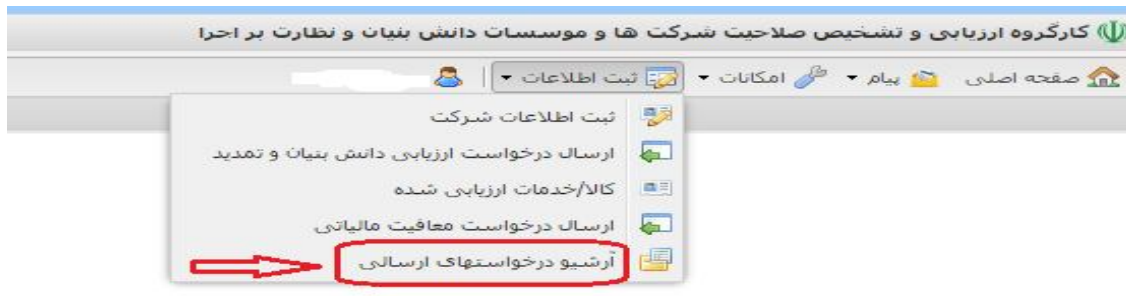 کارگروه ارزیابی و تشخیص صلاحیت شرکت ها و موسسات دانش بنیان و نظارت بر اجرا
صفحه اصلی پیام امکانات ثبت اطلاعات
ثبت اطلاعات شرکت
ارسال درخواست ارزیابی دانش بنیان و تمدید
کالا/خدمات ارزیابی شده
ارسال درخواست معافیت مالیاتی
آرشیو درخواستهای ارسالی